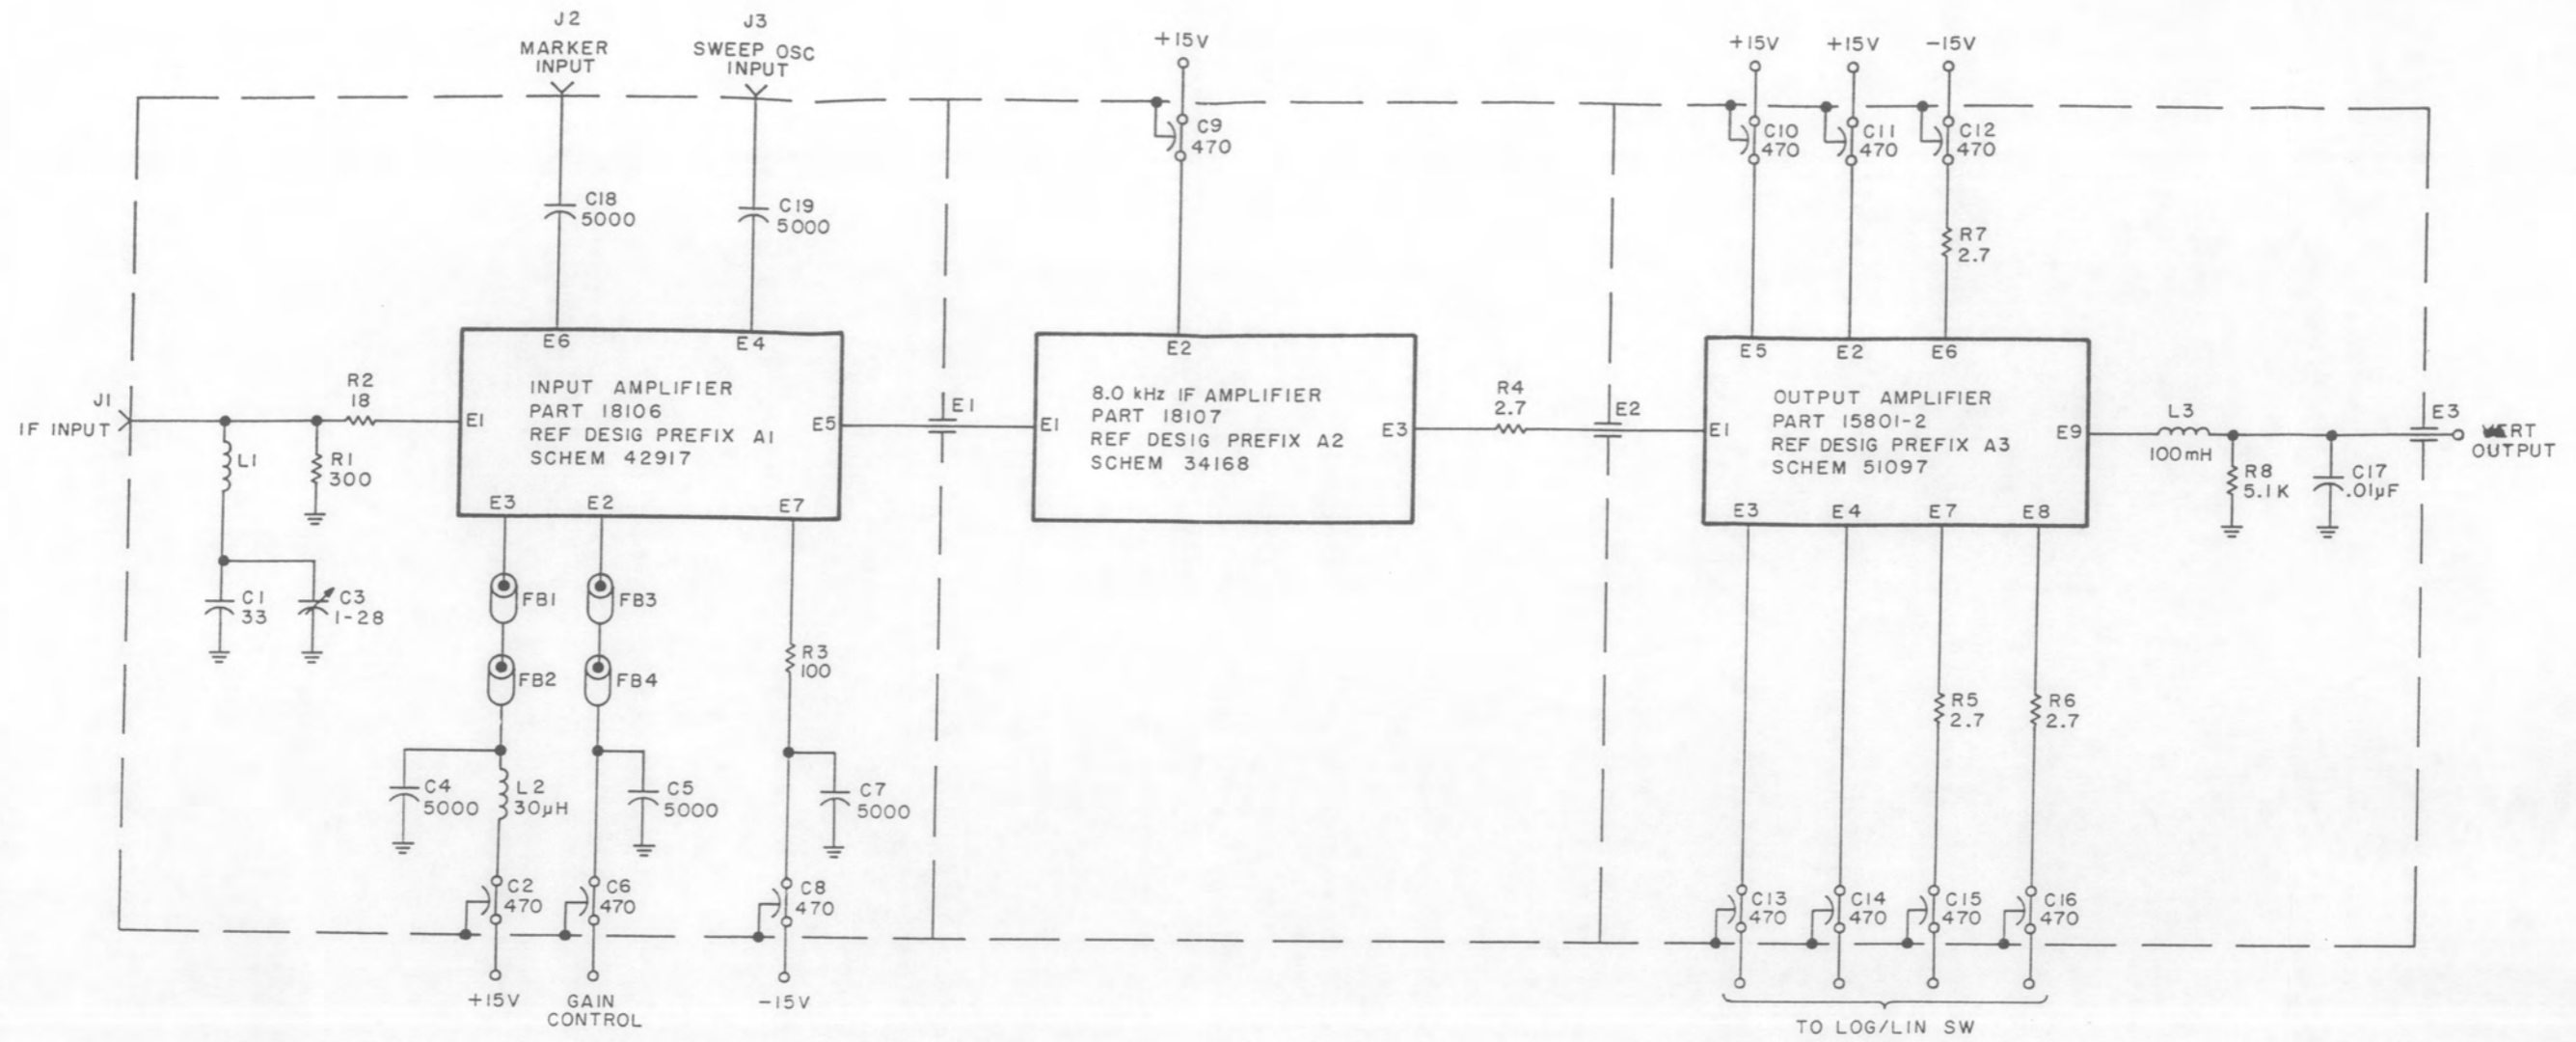 J2
MARKER
INPUT
J3
SWEEP OSC
INPUT
+15V
+15V
+15V
-15V
C9
470
C10
470
C11
470
C12
470
C18
5000
C19
5000
R7
2.7
E6
E4
E2
E5
E2
E6
J1
IF INPUT
R2
18
E1
INPUT AMPLIFIER
PART 18106
REF DESIG PREFIX A1
SCHEM 42917
E5
E1
E1
8.0 kHz IF AMPLIFIER
PART 18107
REF DESIG PREFIX A2
SCHEM 34168
E3
R4
2.7
E2
E1
OUTPUT AMPLIFIER
PART 15801-2
REF DESIG PREFIX A3
SCHEM 51097
E9
L3
100mH
E3
VERT
OUTPUT
L1
R1
300
R8
5.1K
C17
.01µF
E3
E2
E7
E3
E4
E7
E8
C1
33
C3
1-28
FB1
FB3
FB2
FB4
R3
100
R5
2.7
R6
2.7
C4
5000
L2
30µH
C5
5000
C7
5000
C2
470
C6
470
C8
470
C13
470
C14
470
C15
470
C16
470
+15V
GAIN
CONTROL
-15V
TO LOG/LIN SW